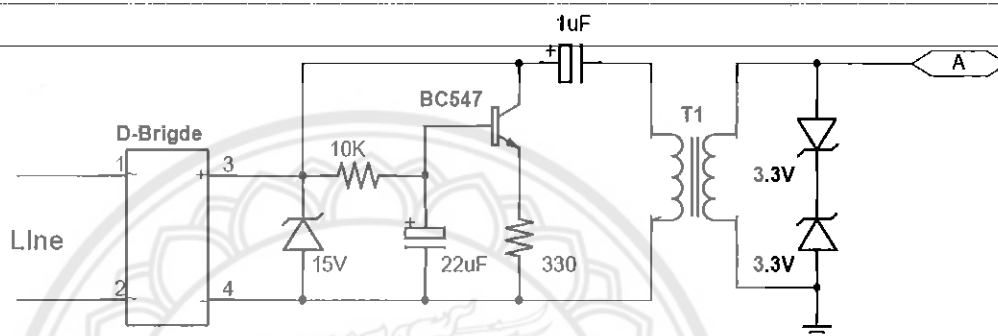 1uF
+
A
BC547
T1
D-Brigde
10K
1
3
+
3.3V
+
LIne
15V
22uF
330
3.3V
2
-
4